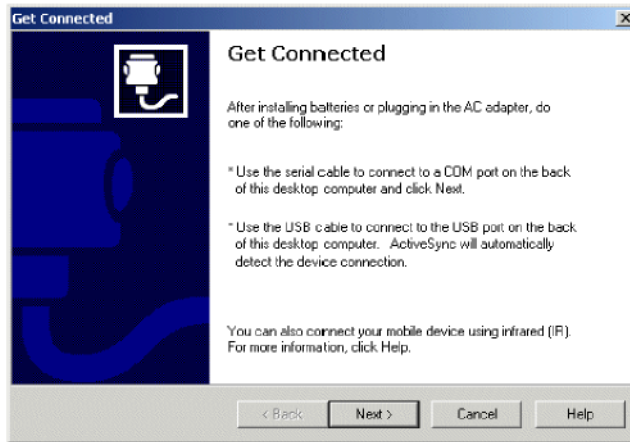 Get Connected
Get Connected
After installing batteries or plugging in the AC adapter, do
one of the following:
* Use the serial cable to connect to a COM port on the back
of this desktop computer and click Next.
* Use the USB cable to connect to the USB port on the back
of this desktop computer. ActiveSync will automatically
detect the device connection.
You can also connect your mobile device using infrared (IR).
For more information, click Help.
< Back Next > Cancel Help